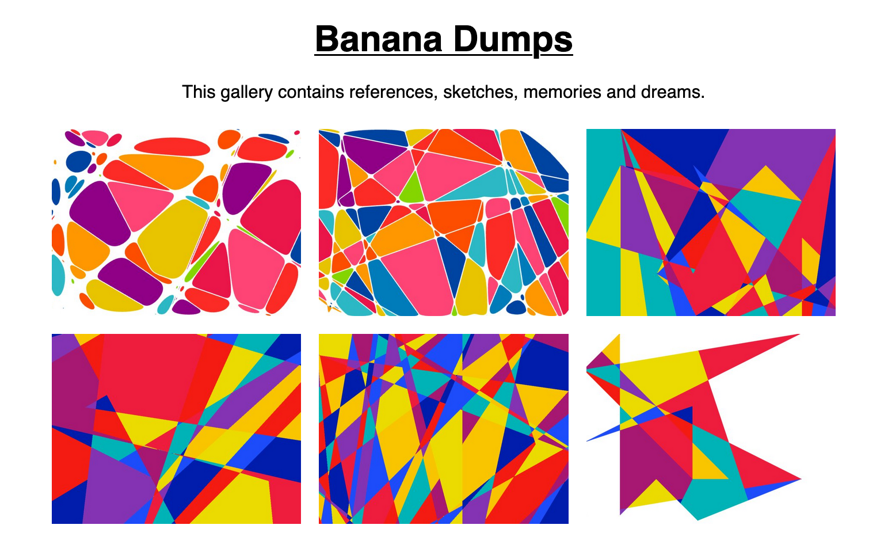 Banana Dumps
This gallery contains references, sketches, memories and dreams.